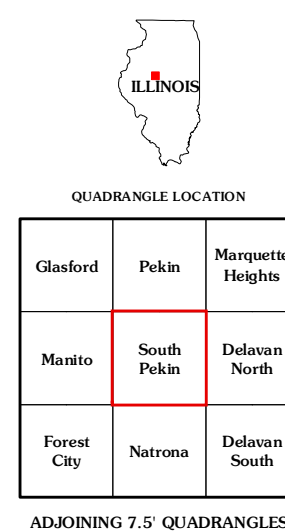 ILLINOIS
QUADRANGLE LOCATION
Glasford
Pekin
Marquette
Heights
Manito
South
Pekin
Delavan
North
Forest
City
Natrona
Delavan
South
ADJOINING 7.5' QUADRANGLES